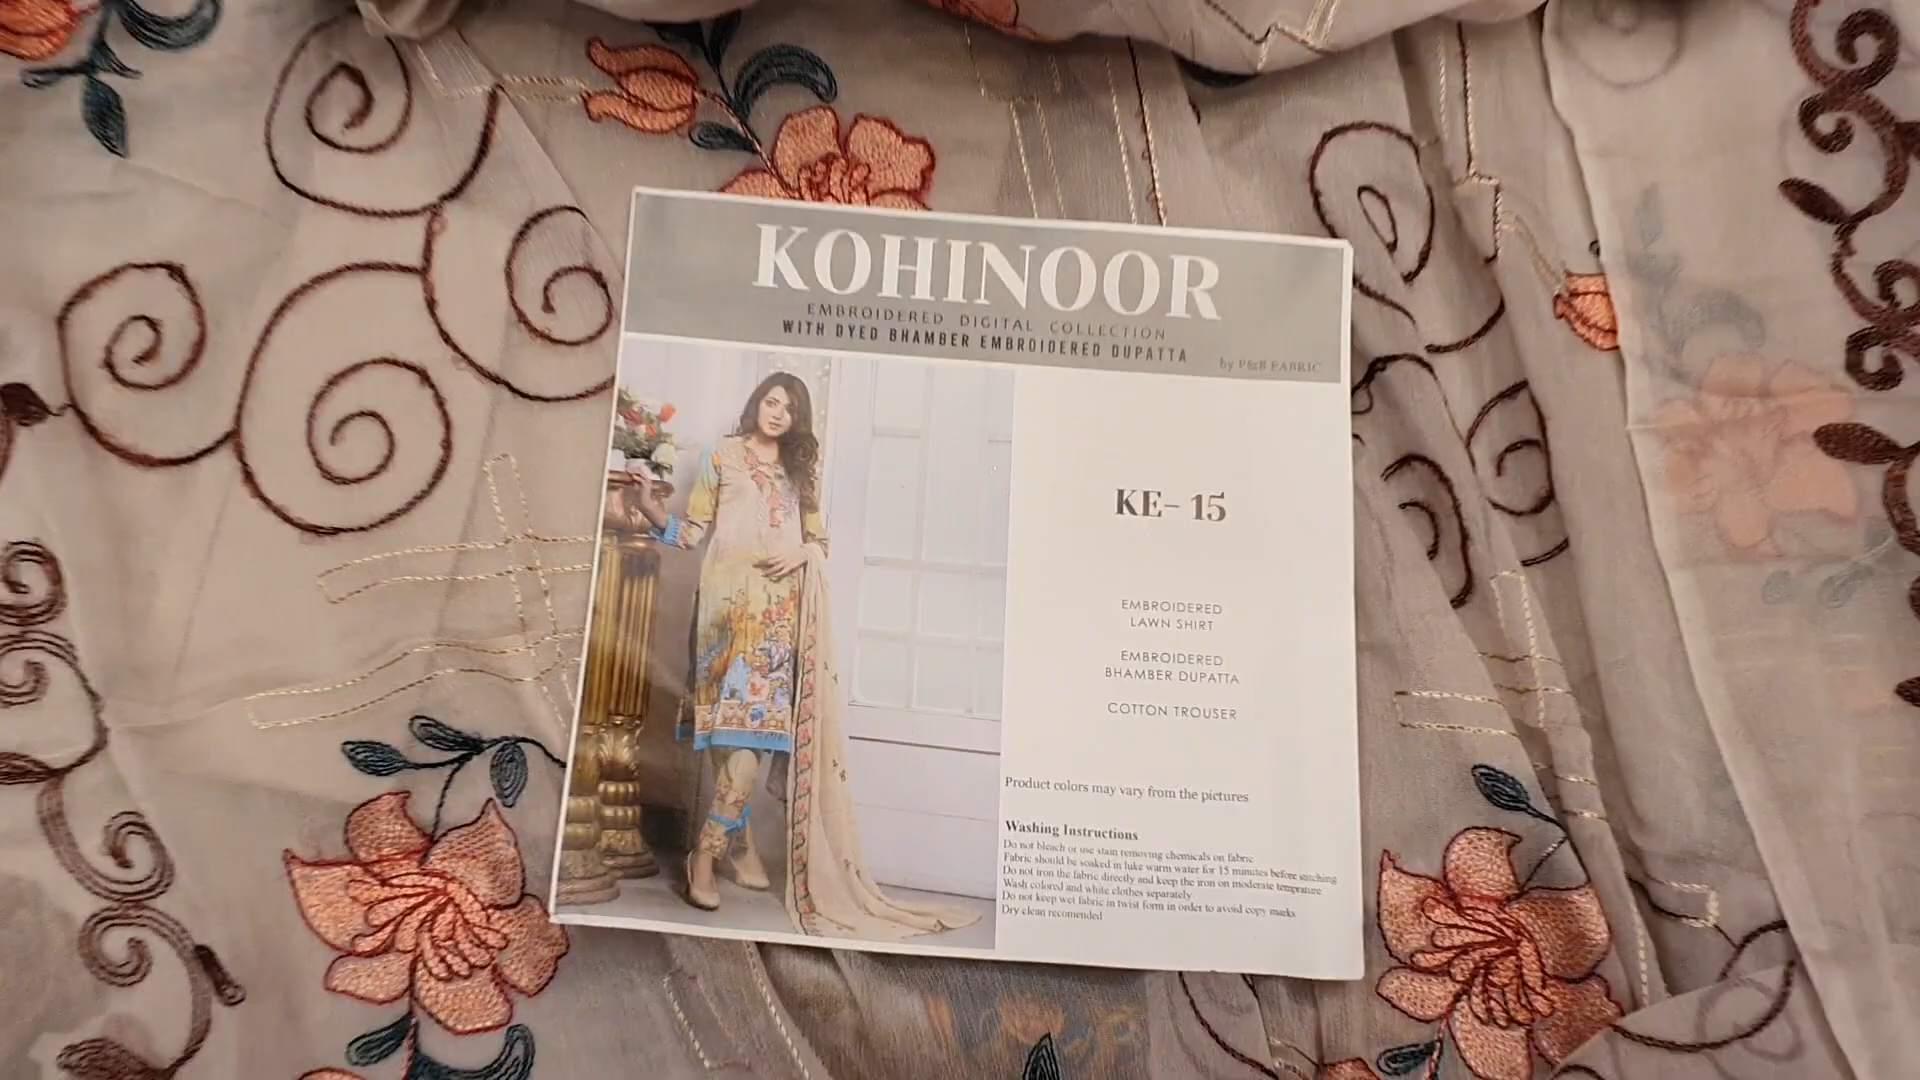 KOHINOOR
EMBROIDERED DIGITAL COLLECTION
WITH DYED BHAMBER EMBROIDERED DUPATTA
by P&B FABRIC
KE- 15
EMBROIDERED
LAWN SHIRT
EMBROIDERED
BHAMBER DUPATTA
COTTON TROUSER
Product colors may vary from the pictures
Washing Instructions
Do not bleach or use stain removing chemicals on fabric
Fabric should be soaked in luke warm water for 15 minutes before stiching
Do not iron the fabric directly and keep the iron on moderate temprature
Wash colored and white clothes separately
Do not keep wet fabric in twist form in order to avoid copy marks
Dry clean recomended